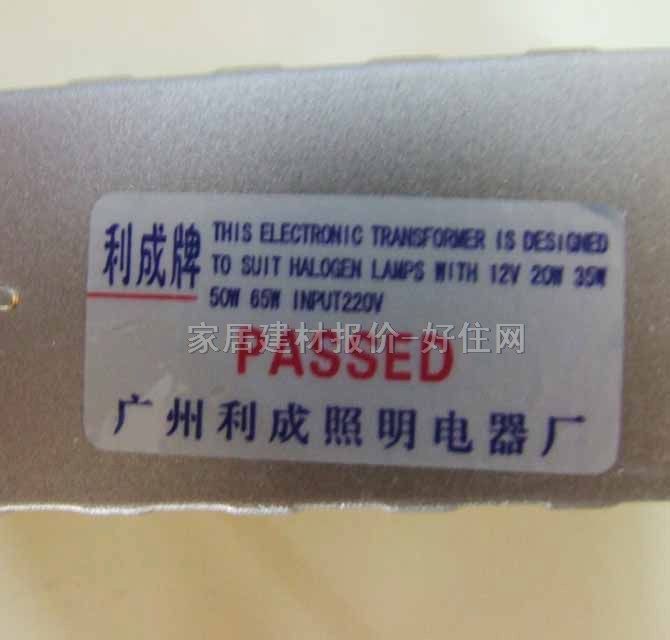 利成牌
THIS ELECTRONIC TRANSFORMER IS DESIGNED
TO SUIT HALOGEN LAMPS WITH 12V 20W 35W
50W 65W INPUT220V
家居建材报价-好住网
PASSED
广州利成照明电器厂